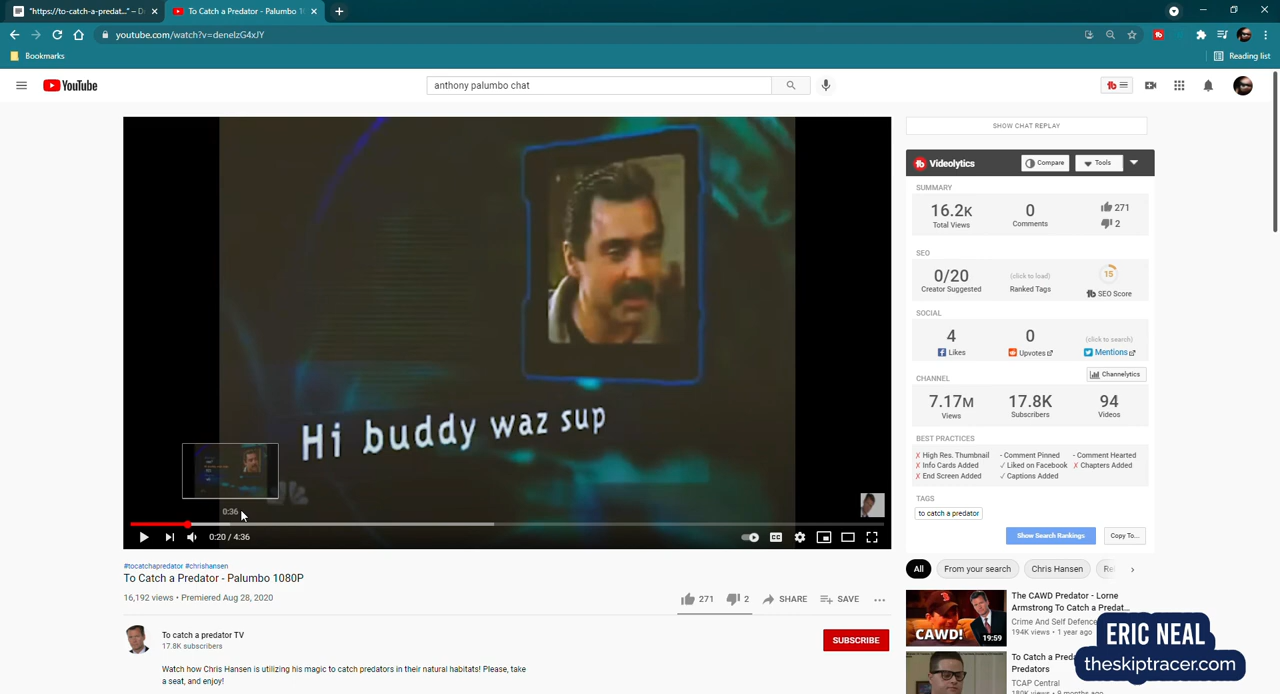 "https://to-catch-a-predat..." – D
To Catch a Predator - Palumbo 1
youtube.com/watch?v=denelzG4xJY
Bookmarks
Reading list
YouTube
anthony palumbo chat
SHOW CHAT REPLAY
Videolytics
Compare
Tools
SUMMARY
16.2K
0
271
Total Views
Comments
2
SEO
0/20
(click to load)
15
Creator Suggested
Ranked Tags
SEO Score
SOCIAL
4
0
(click to search)
Likes
Upvotes
Mentions
CHANNEL
Channelytics
7.17M
17.8K
94
Views
Subscribers
Videos
BEST PRACTICES
✗ High Res. Thumbnail
- Comment Pinned
- Comment Hearted
✗ Info Cards Added
✓ Liked on Facebook
✗ Chapters Added
✗ End Screen Added
✓ Captions Added
TAGS
to catch a predator
Show Search Rankings
Copy To...
Hi buddy waz sup
0:36
0:20 / 4:36
CC
#tocatchapredator #chrishansen
To Catch a Predator - Palumbo 1080P
16,192 views • Premiered Aug 28, 2020
271
2
SHARE
SAVE
To catch a predator TV
17.8K subscribers
SUBSCRIBE
Watch how Chris Hansen is utilizing his magic to catch predators in their natural habitats! Please, take
a seat, and enjoy!
All
From your search
Chris Hansen
Re
CAWD!
19:59
The CAWD Predator - Lorne
Armstrong To Catch a Predat...
Crime And Self Defence
194K views • 1 year ago
To Catch a Preda
Predators
TCAP Central
180K views • 9 months ago
ERIC NEAL
theskiptracer.com